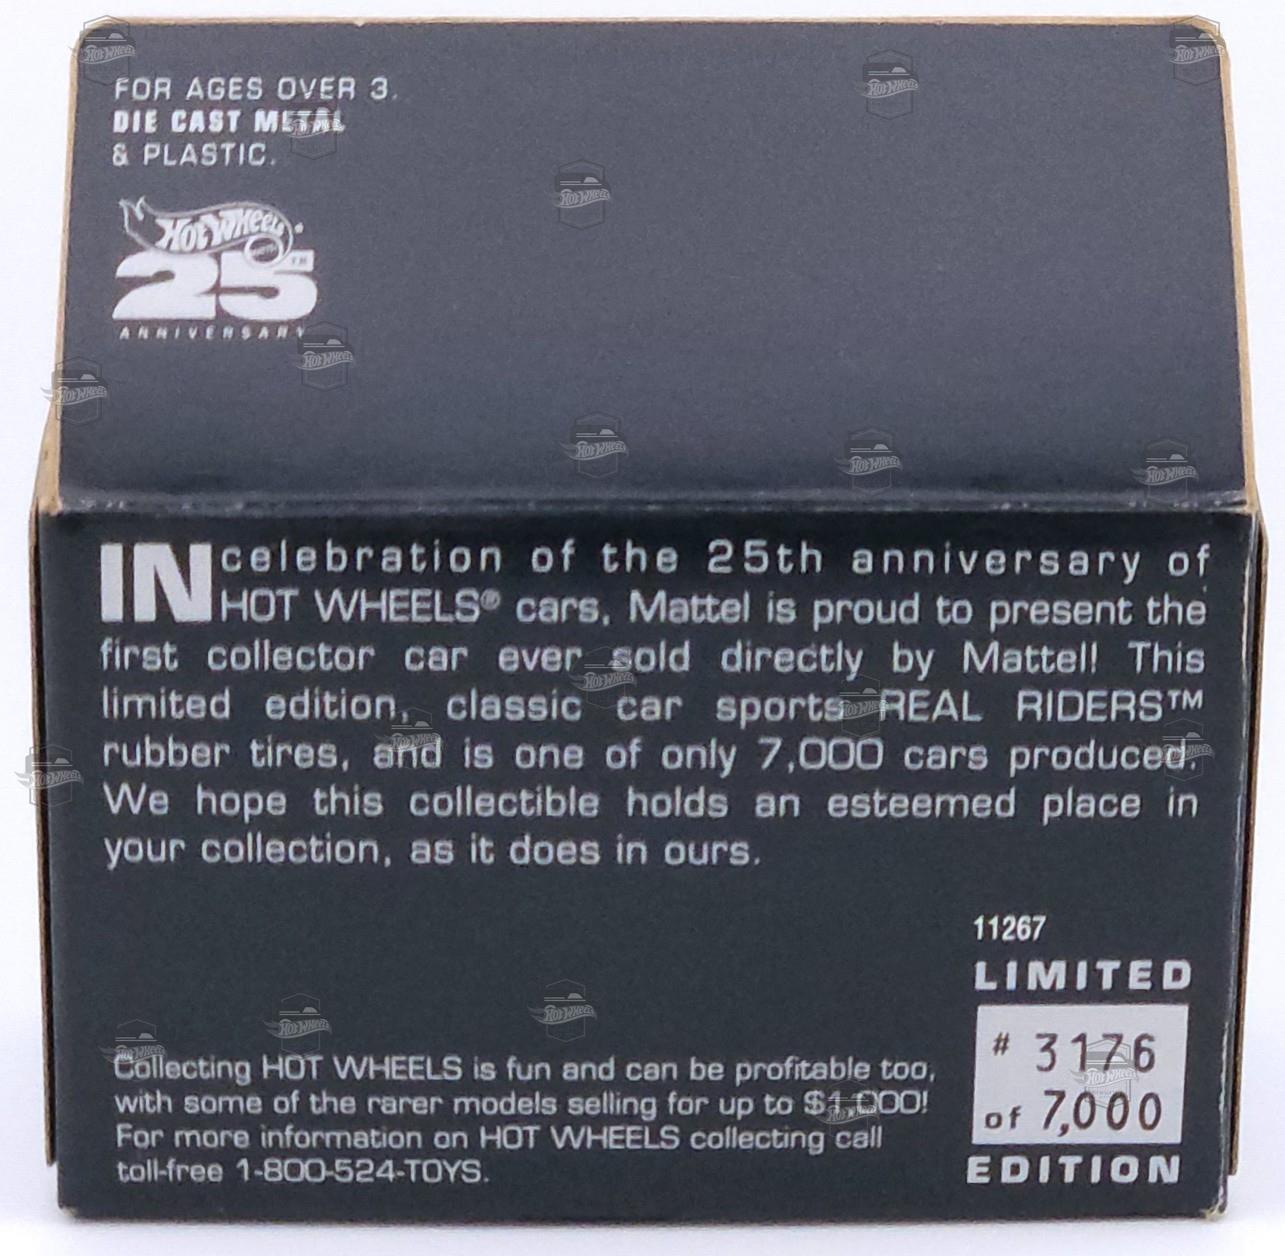 FOR AGES OVER 3.
DIE CAST METAL
& PLASTIC.
Hot Wheels
25™
ANNIVERSARY
IN celebration of the 25th anniversary of
HOT WHEELS® cars, Mattel is proud to present the
first collector car ever sold directly by Mattel! This
limited edition, classic car sports REAL RIDERS™
rubber tires, and is one of only 7,000 cars produced.
We hope this collectible holds an esteemed place in
your collection, as it does in ours.
11267
LIMITED
# 3176
of 7,000
EDITION
Collecting HOT WHEELS is fun and can be profitable too,
with some of the rarer models selling for up to $1,000!
For more information on HOT WHEELS collecting call
toll-free 1-800-524-TOYS.